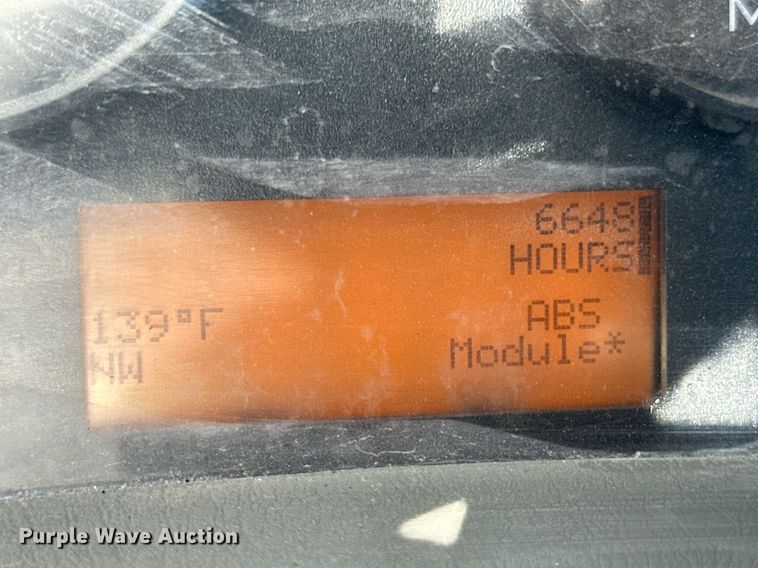 M
6648
HOURS
139°F
NW
ABS
Module*
Purple Wave Auction